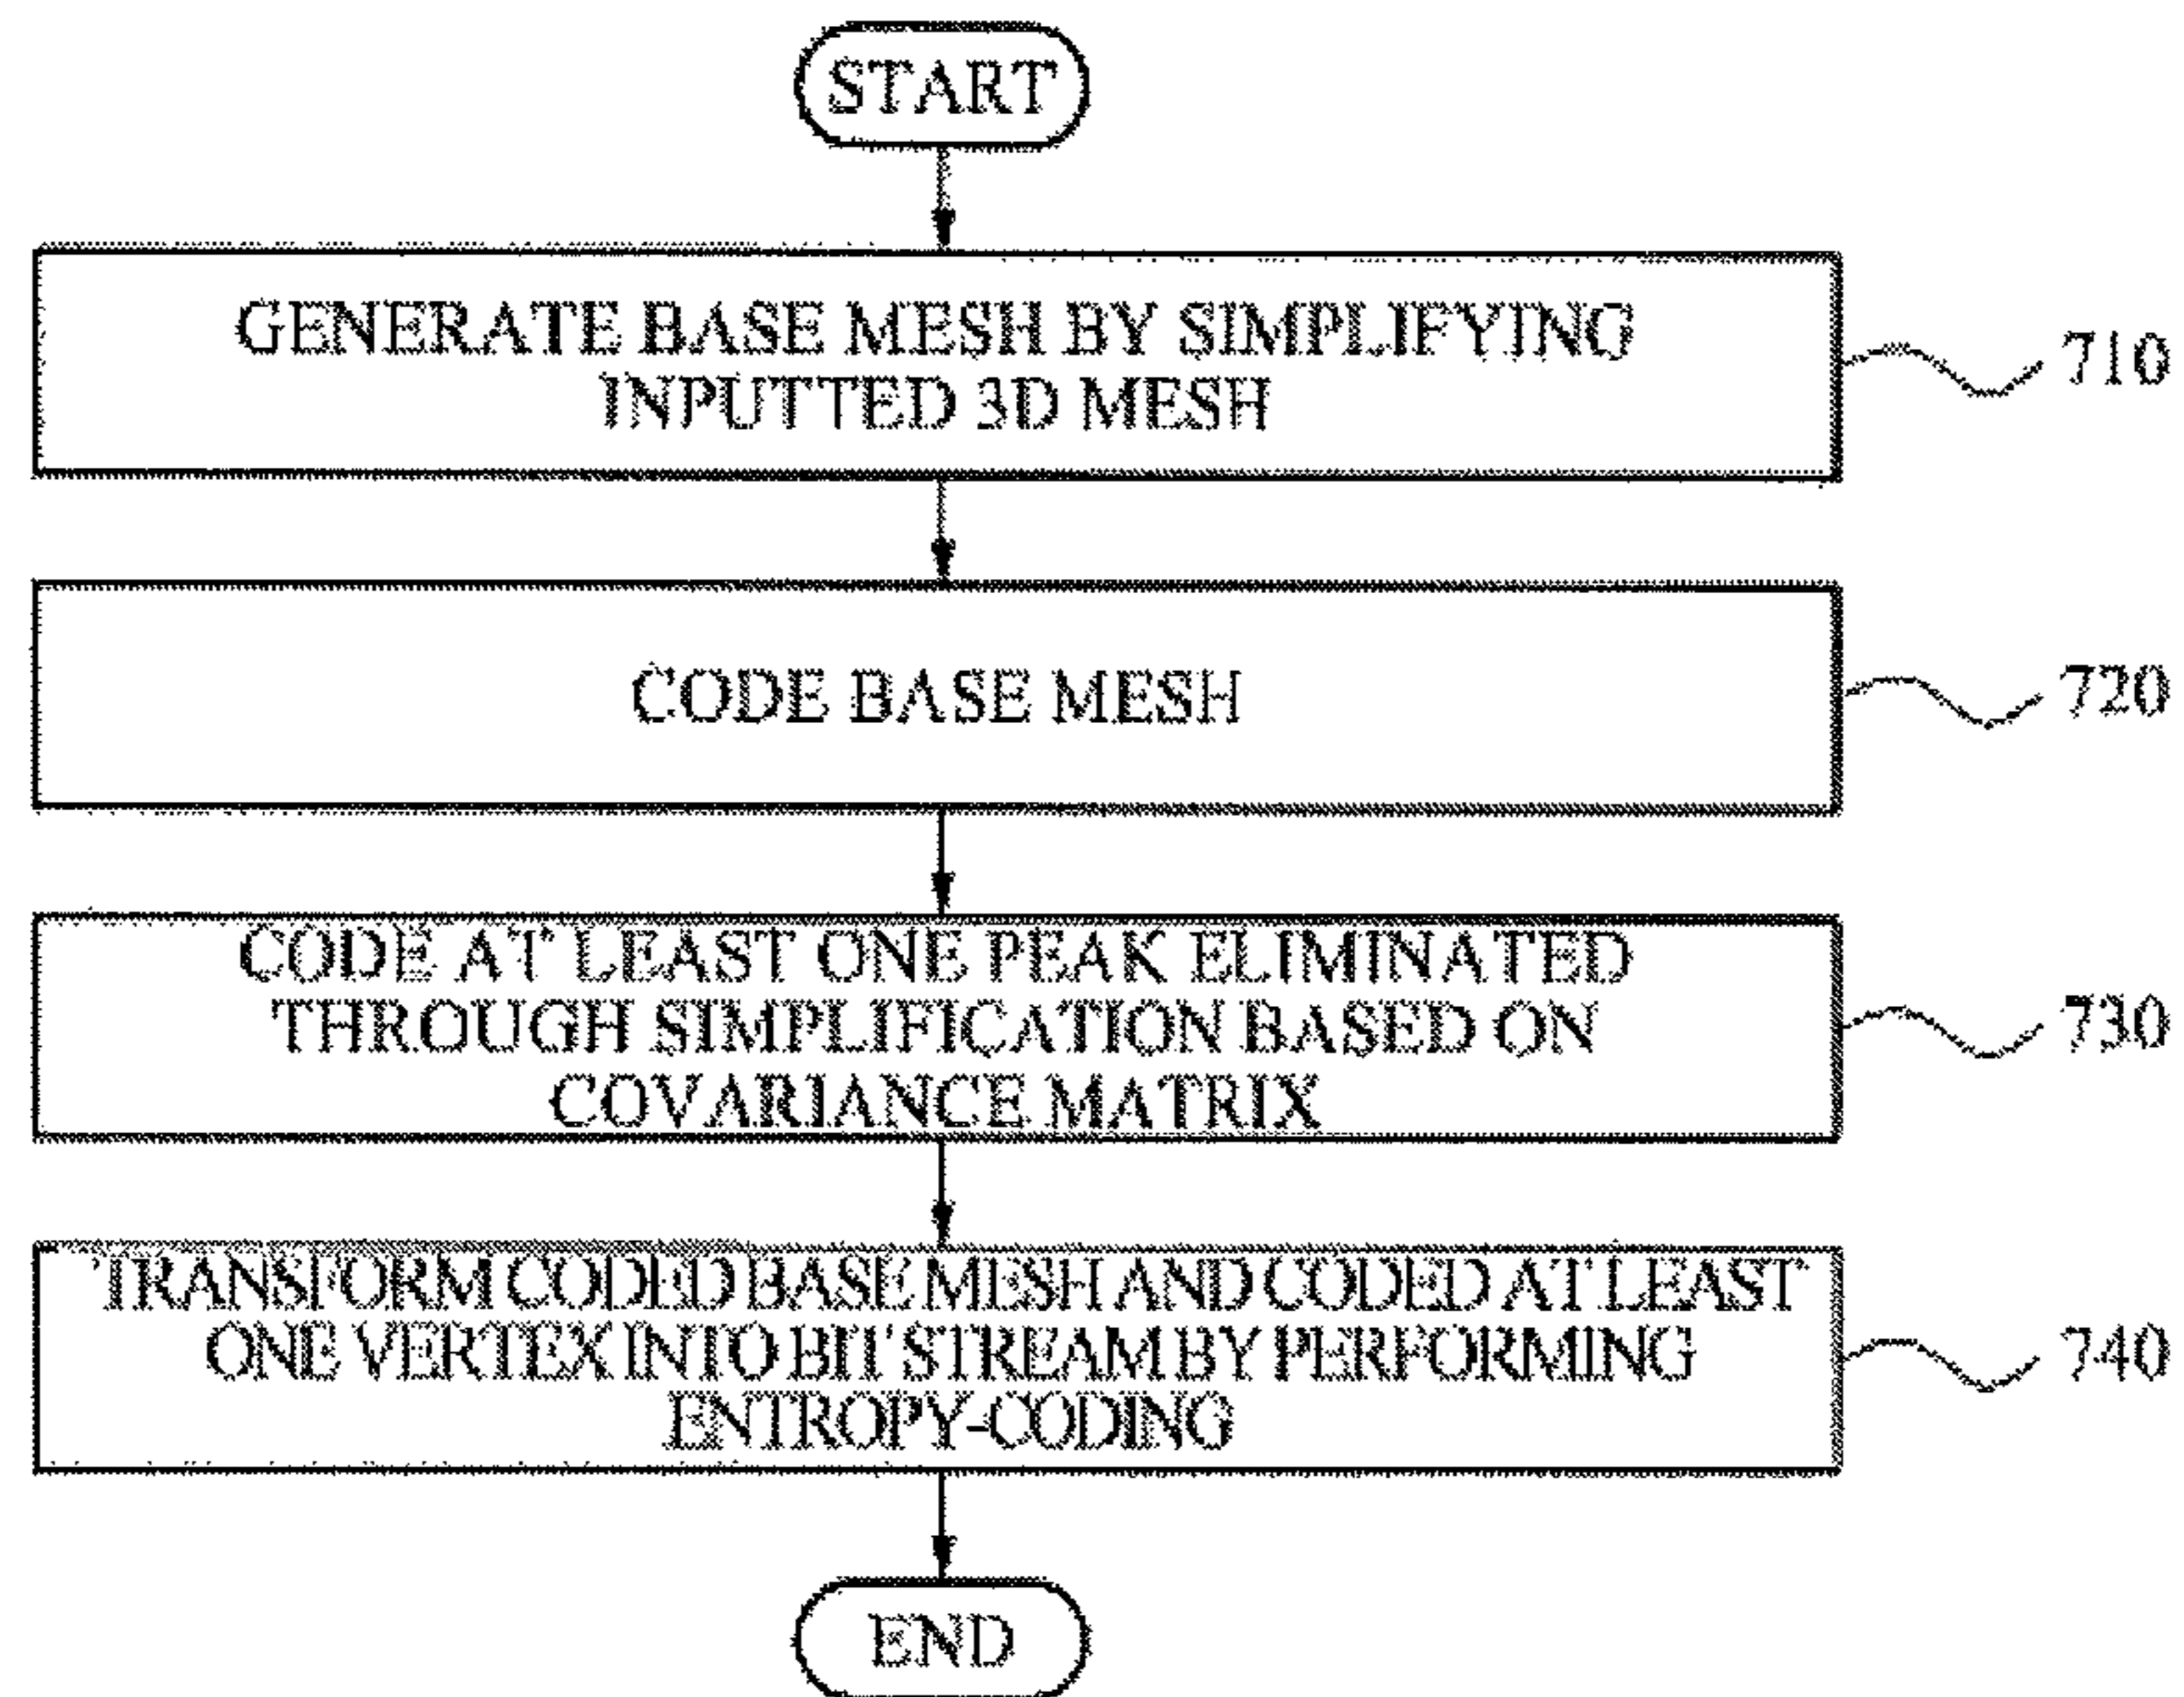 START
GENERATE BASE MESH BY SIMPLIFYING
INPUTTED 3D MESH
710
CODE BASE MESH
720
CODE AT LEAST ONE PEAK ELIMINATED
THROUGH SIMPLIFICATION BASED ON
COVARIANCE MATRIX
730
TRANSFORM CODED BASE MESH AND CODED AT LEAST
ONE VERTEX INTO BIT STREAM BY PERFORMING
ENTROPY-CODING
740
END